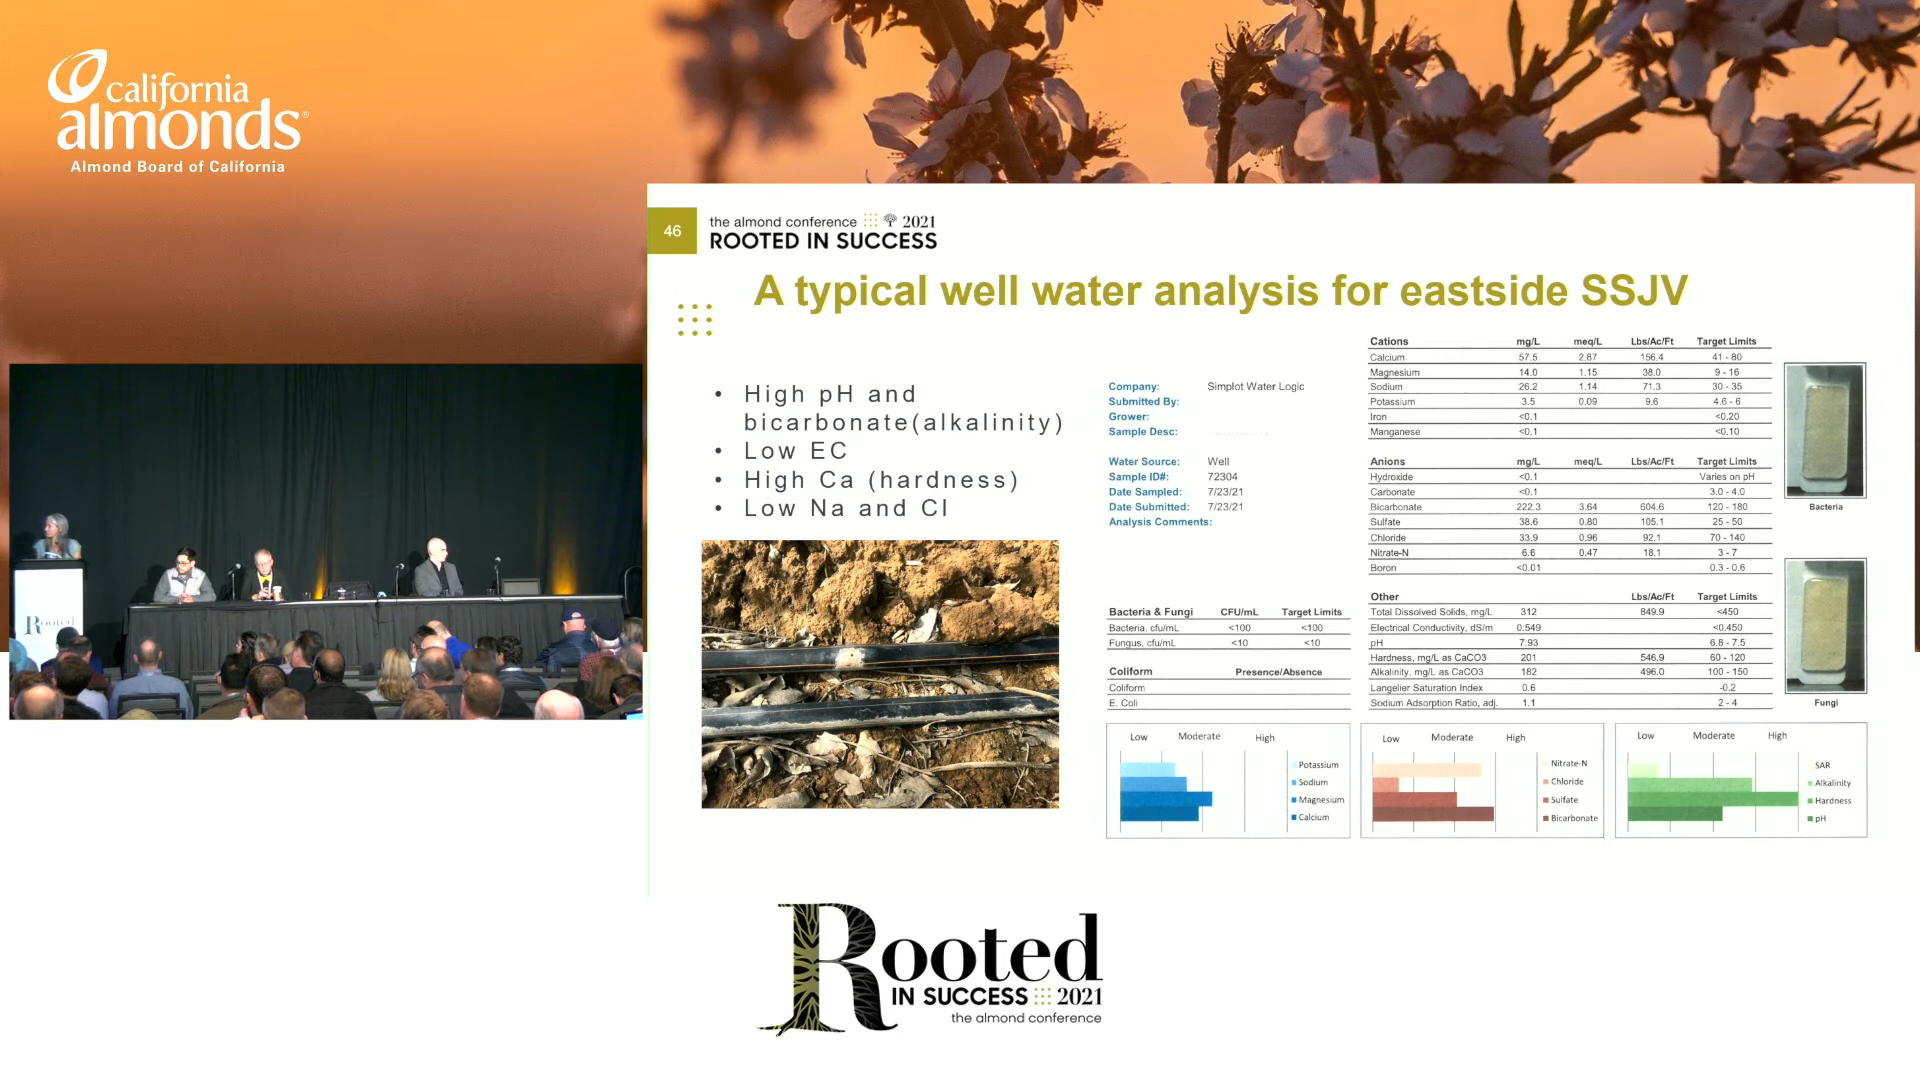 california
almonds®
Almond Board of California
46
the almond conference 2021
ROOTED IN SUCCESS
A typical well water analysis for eastside SSJV
• High pH and
bicarbonate(alkalinity)
• Low EC
• High Ca (hardness)
• Low Na and Cl
Company: Simplot Water Logic
Submitted By:
Grower:
Sample Desc:
Water Source: Well
Sample ID#: 72304
Date Sampled: 7/23/21
Date Submitted: 7/23/21
Analysis Comments:
Bacteria & Fungi CFU/mL Target Limits
Bacteria, cfu/mL <100 <100
Fungus, cfu/mL <10 <10
Coliform Presence/Absence
Coliform
E. Coli
Cations mg/L meq/L Lbs/Ac/Ft Target Limits
Calcium 57.5 2.87 156.4 41 - 80
Magnesium 14.0 1.15 38.0 9 - 16
Sodium 26.2 1.14 71.3 30 - 35
Potassium 3.5 0.09 9.6 4.6 - 6
Iron <0.1 <0.20
Manganese <0.1 <0.10
Anions mg/L meq/L Lbs/Ac/Ft Target Limits
Hydroxide <0.1 Varies on pH
Carbonate <0.1 3.0 - 4.0
Bicarbonate 222.3 3.64 604.6 120 - 180
Sulfate 38.6 0.80 105.1 25 - 50
Chloride 33.9 0.96 92.1 70 - 140
Nitrate-N 6.6 0.47 18.1 3 - 7
Boron <0.01 0.3 - 0.6
Other Lbs/Ac/Ft Target Limits
Total Dissolved Solids, mg/L 312 849.9 <450
Electrical Conductivity, dS/m 0.549 <0.450
pH 7.93 6.8 - 7.5
Hardness, mg/L as CaCO3 201 546.9 60 - 120
Alkalinity, mg/L as CaCO3 182 496.0 100 - 150
Langelier Saturation Index 0.6 -0.2
Sodium Adsorption Ratio, adj. 1.1 2 - 4
Bacteria
Fungi
Low Moderate High
Potassium
Sodium
Magnesium
Calcium
Low Moderate High
Nitrate-N
Chloride
Sulfate
Bicarbonate
Low Moderate High
SAR
Alkalinity
Hardness
pH
Rooted
Rooted
IN SUCCESS 2021
the almond conference